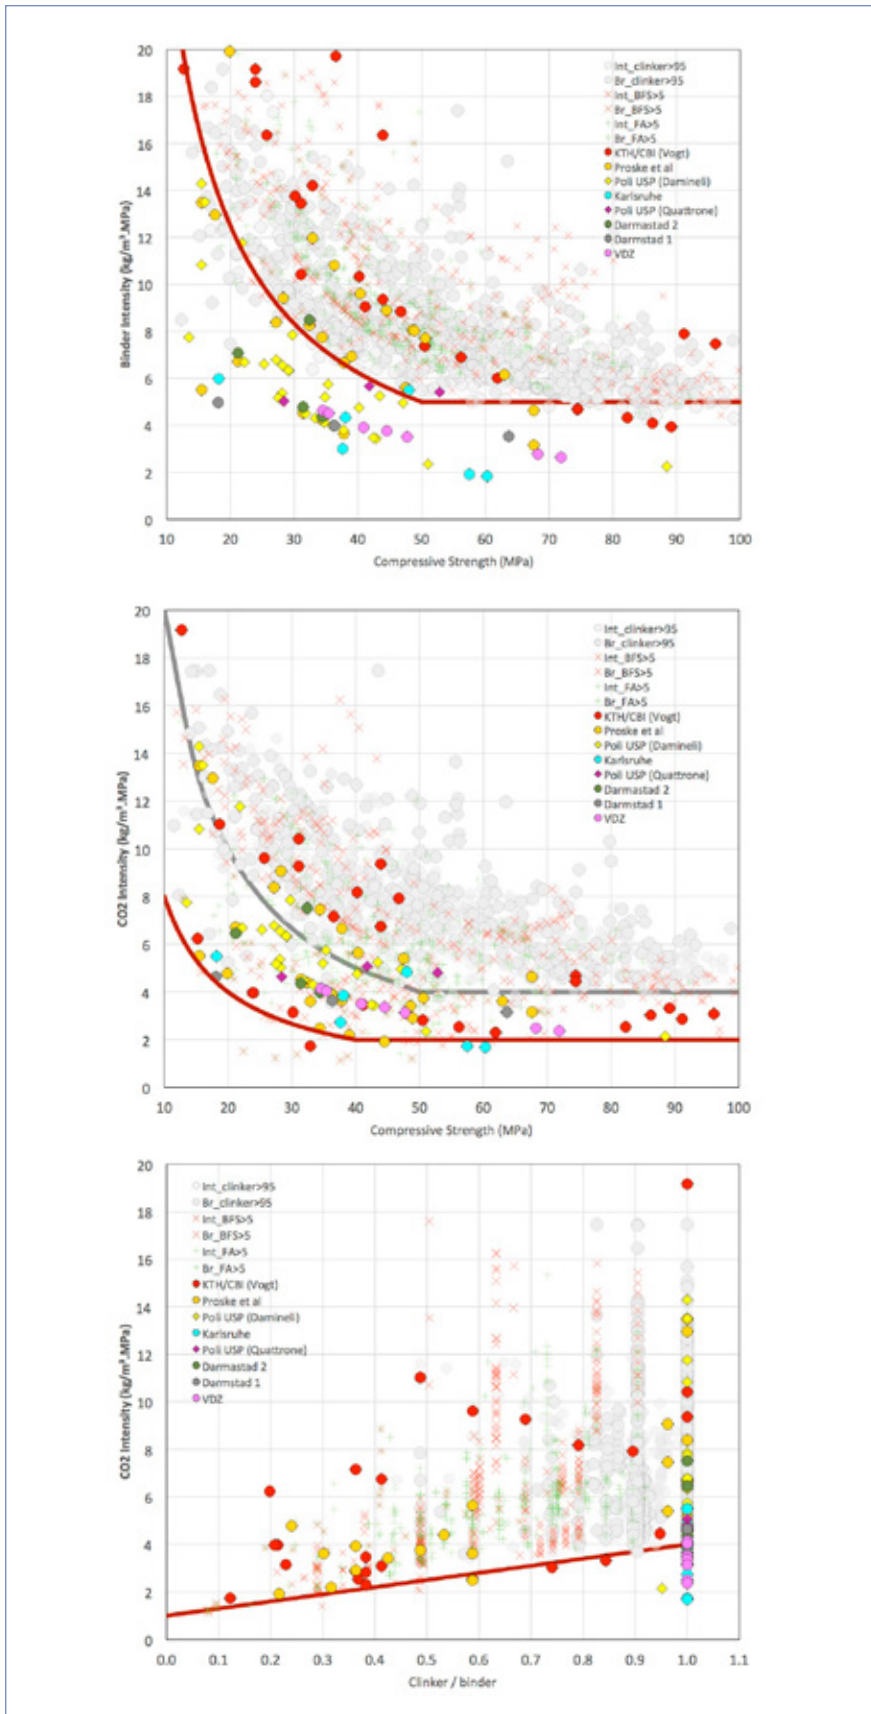 20
18
16
14
12
10
8
6
4
2
0
Binder Intensity (kg/m³.MPa)
Int_clinker>95
Br_clinker>95
Int_BFS>5
Br_BFS>5
Int_FA>5
Br_FA>5
KTH/CBI (Vogt)
Proske et al
Poli USP (Damineli)
Karlsruhe
Poli USP (Quattrone)
Darmastad 2
Darmstad 1
VDZ
10 20 30 40 50 60 70 80 90 100
Compressive Strength (MPa)
20
18
16
14
12
10
8
6
4
2
0
CO2 Intensity (kg/m³.MPa)
Int_clinker>95
Br_clinker>95
Int_BFS>5
Br_BFS>5
Int_FA>5
Br_FA>5
KTH/CBI (Vogt)
Proske et al
Poli USP (Damineli)
Karlsruhe
Poli USP (Quattrone)
Darmastad 2
Darmstad 1
VDZ
10 20 30 40 50 60 70 80 90 100
Compressive Strength (MPa)
20
18
16
14
12
10
8
6
4
2
0
CO2 Intensity (kg/m³.MPa)
Int_clinker>95
Br_clinker>95
Int_BFS>5
Br_BFS>5
Int_FA>5
Br_FA>5
KTH/CBI (Vogt)
Proske et al
Poli USP (Damineli)
Karlsruhe
Poli USP (Quattrone)
Darmastad 2
Darmstad 1
VDZ
0.0 0.1 0.2 0.3 0.4 0.5 0.6 0.7 0.8 0.9 1.0 1.1
Clinker / binder